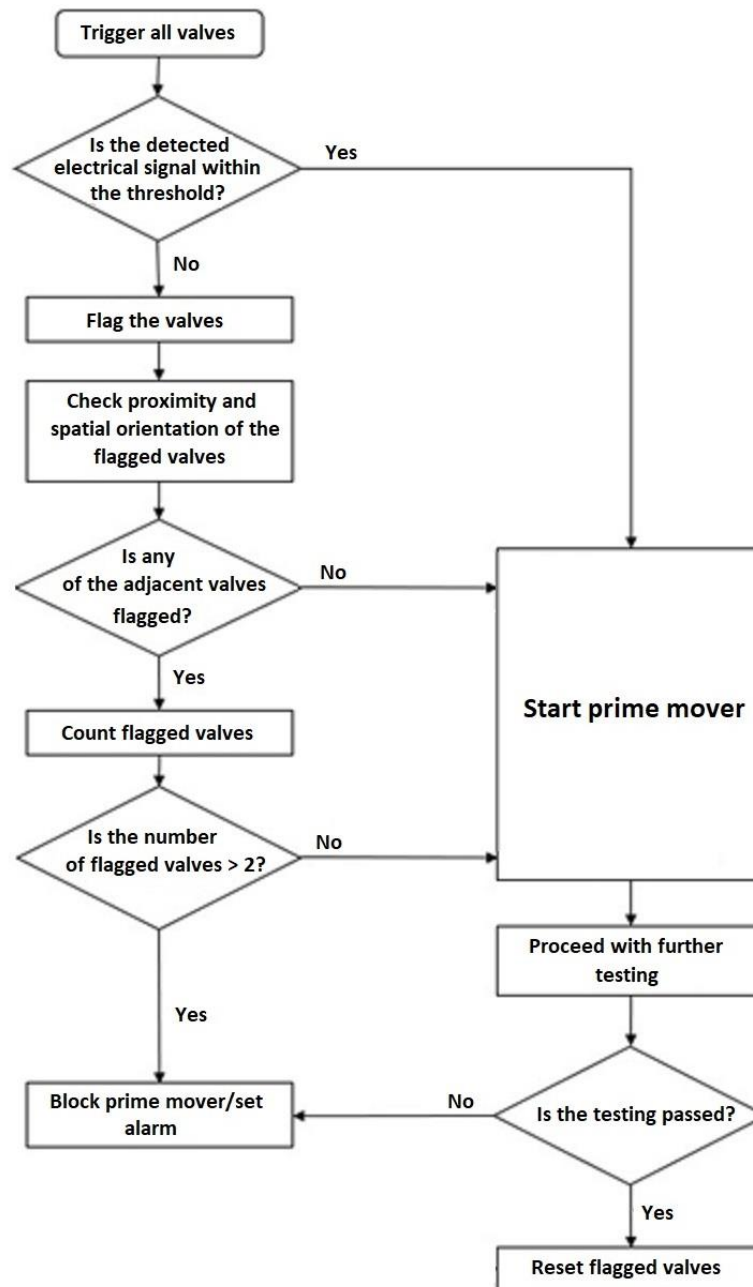 Trigger all valves
Is the detected
electrical signal within
the threshold?
Yes
No
Flag the valves
Check proximity and
spatial orientation of the
flagged valves
Is any
of the adjacent valves
flagged?
No
Yes
Count flagged valves
Start prime mover
Is the number
of flagged valves > 2?
No
Yes
Proceed with further
testing
Block prime mover/set
alarm
No
Is the testing passed?
Yes
Reset flagged valves